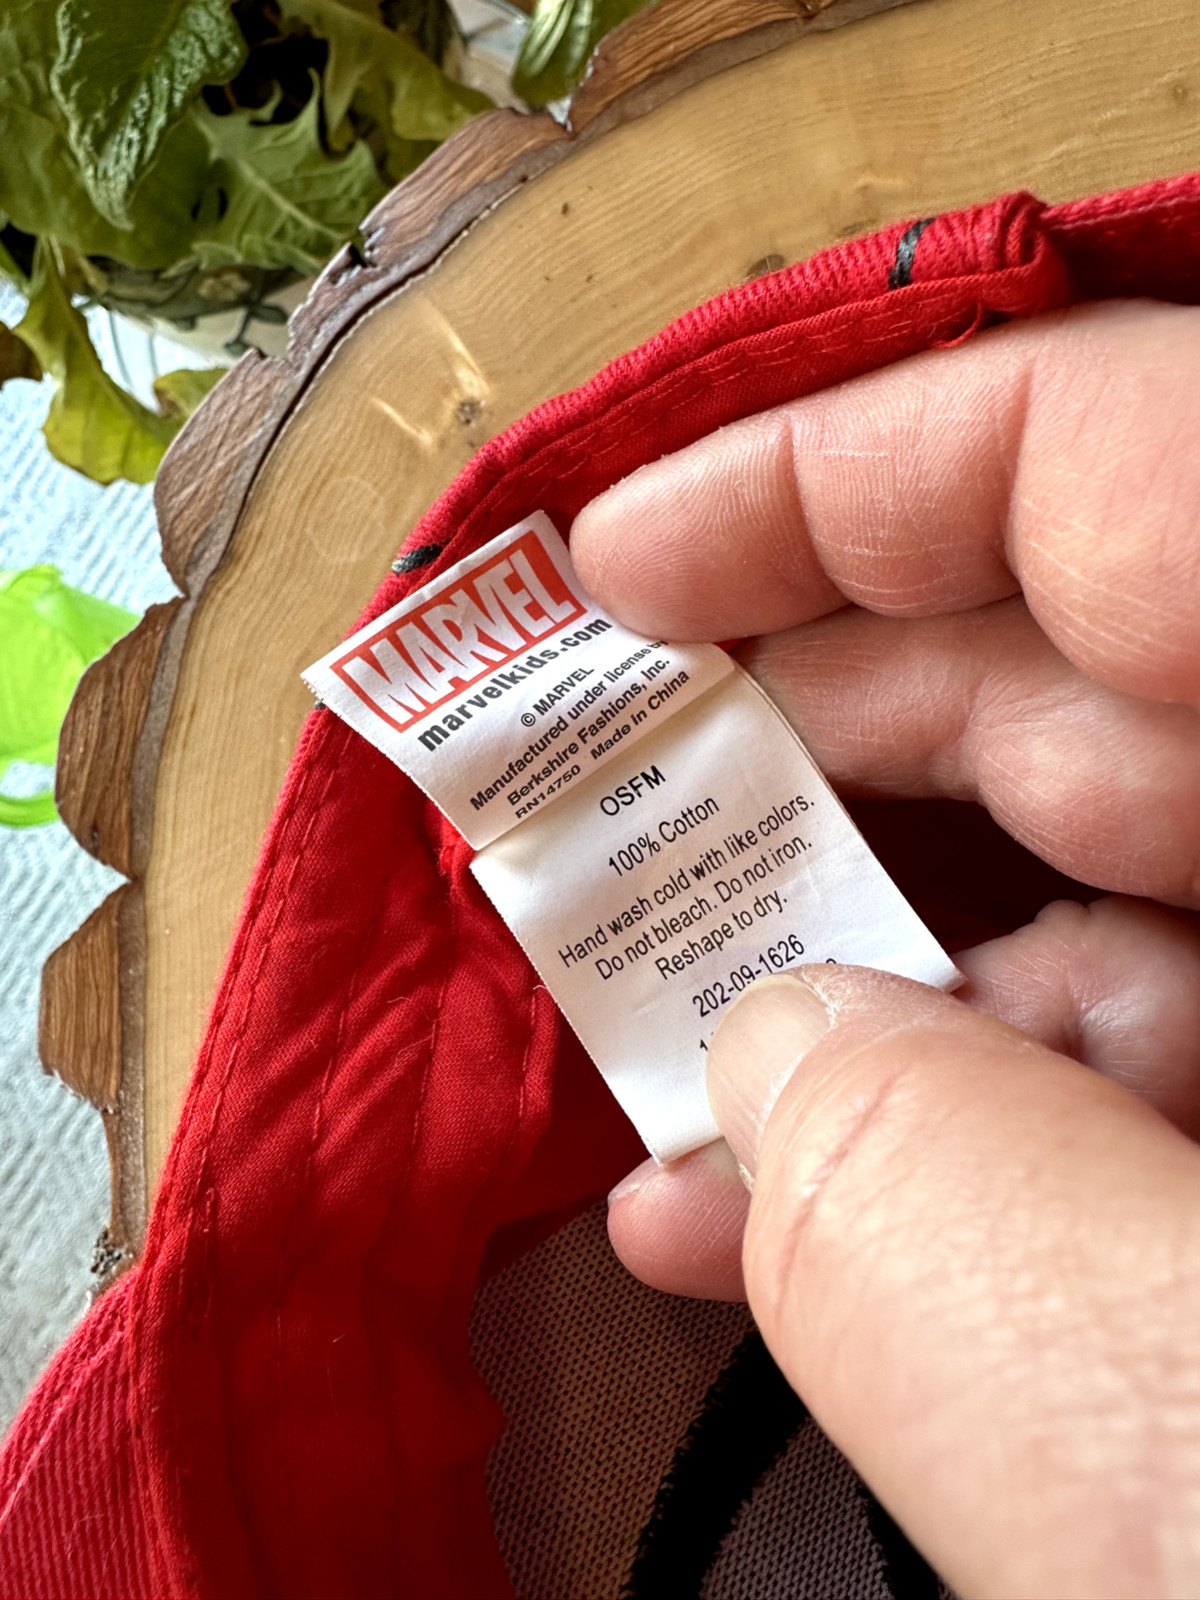 MARVEL
marvelkids.com
© MARVEL
Manufactured under license
Berkshire Fashions, Inc.
RN14750 Made in China
OSFM
100% Cotton
Hand wash cold with like colors.
Do not bleach. Do not iron.
Reshape to dry.
202-09-1626